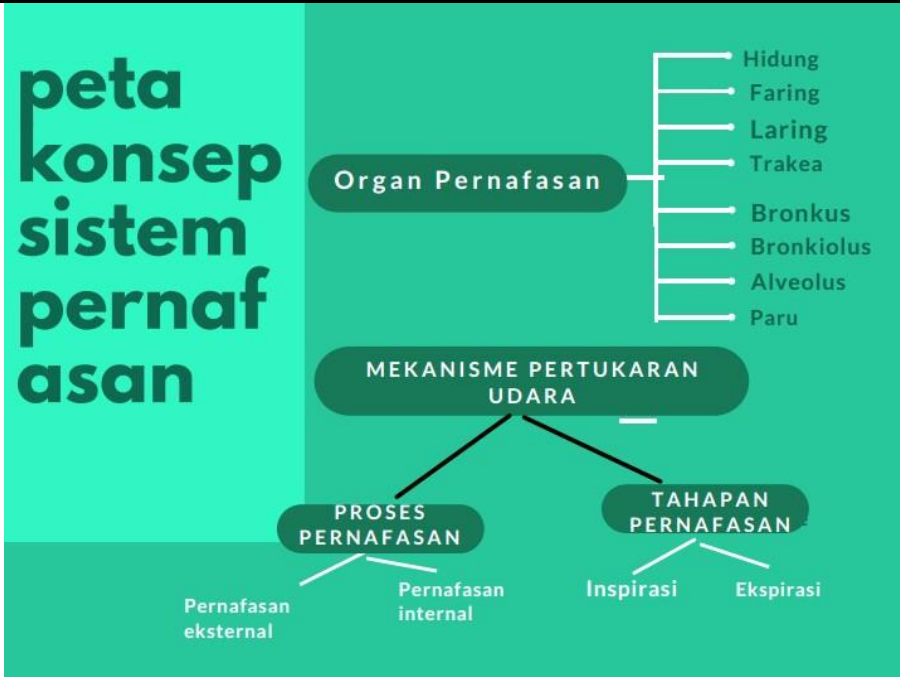 peta
konsep
sistem
pernaf
asan
Organ Pernafasan
Hidung
Faring
Laring
Trakea
Bronkus
Bronkiolus
Alveolus
Paru
MEKANISME PERTUKARAN
UDARA
PROSES
PERNAFASAN
TAHAPAN
PERNAFASAN
Pernafasan
eksternal
Pernafasan
internal
Inspirasi
Ekspirasi